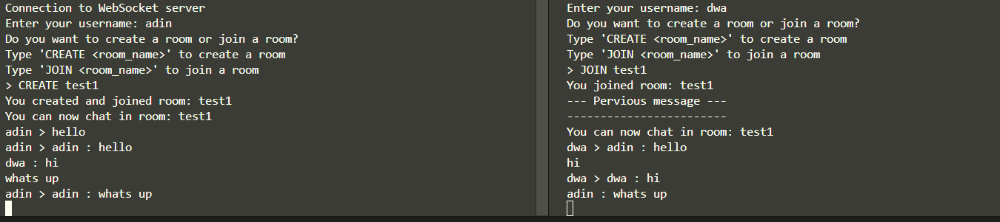 Connection to WebSocket server
Enter your username: adin
Do you want to create a room or join a room?
Type 'CREATE <room_name>' to create a room
Type 'JOIN <room_name>' to join a room
> CREATE test1
You created and joined room: test1
You can now chat in room: test1
adin > hello
adin > adin : hello
dwa : hi
whats up
adin > adin : whats up
Enter your username: dwa
Do you want to create a room or join a room?
Type 'CREATE <room_name>' to create a room
Type 'JOIN <room_name>' to join a room
> JOIN test1
You joined room: test1
--- Pervious message ---
------------------------
You can now chat in room: test1
dwa > adin : hello
hi
dwa > dwa : hi
adin : whats up